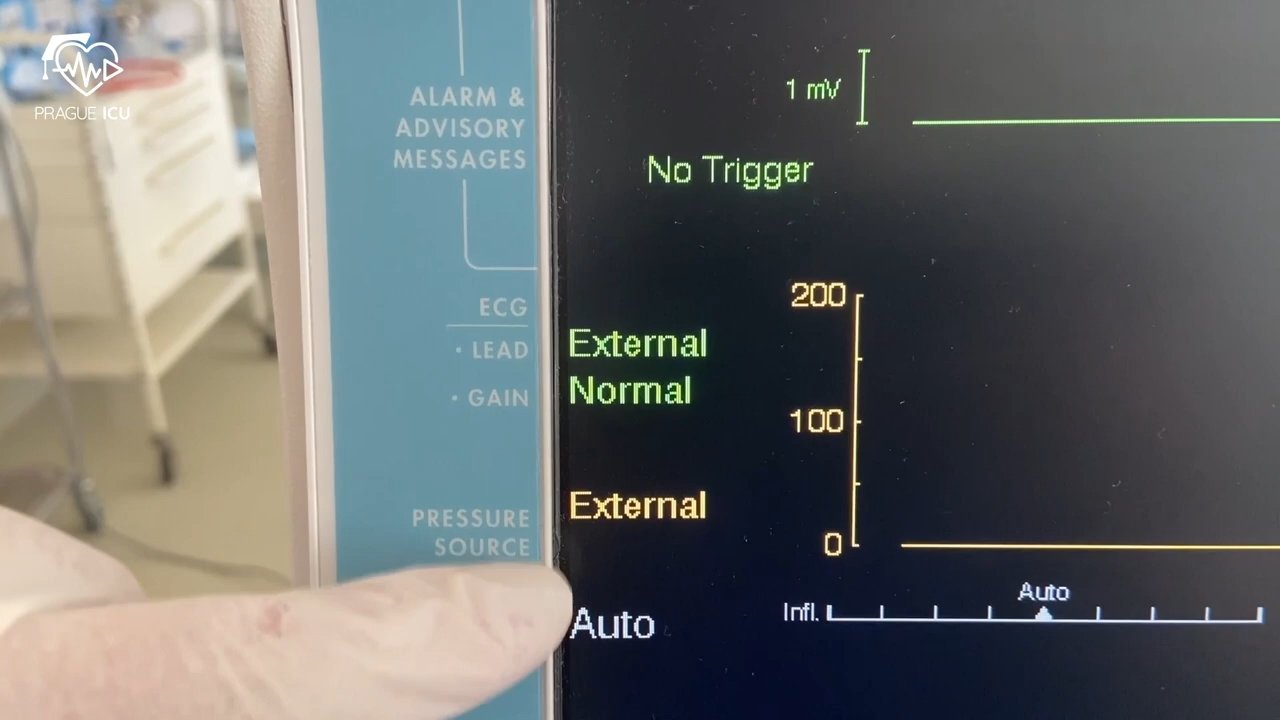 PRAGUE ICU
ALARM &
ADVISORY
MESSAGES
ECG
• LEAD
• GAIN
PRESSURE
SOURCE
1 mV
No Trigger
External
Normal
External
Auto
200
100
0
Auto
Infl.